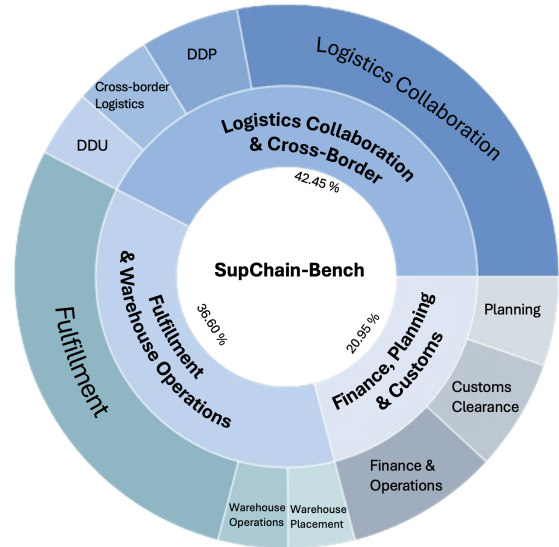 SupChain-Bench
Logistics Collaboration
& Cross-Border
42.45 %
Fulfillment
& Warehouse Operations
36.60 %
Finance, Planning
& Customs
20.95 %
Logistics Collaboration
DDP
Cross-border
Logistics
DDU
Fulfillment
Warehouse
Operations
Warehouse
Placement
Finance &
Operations
Customs
Clearance
Planning